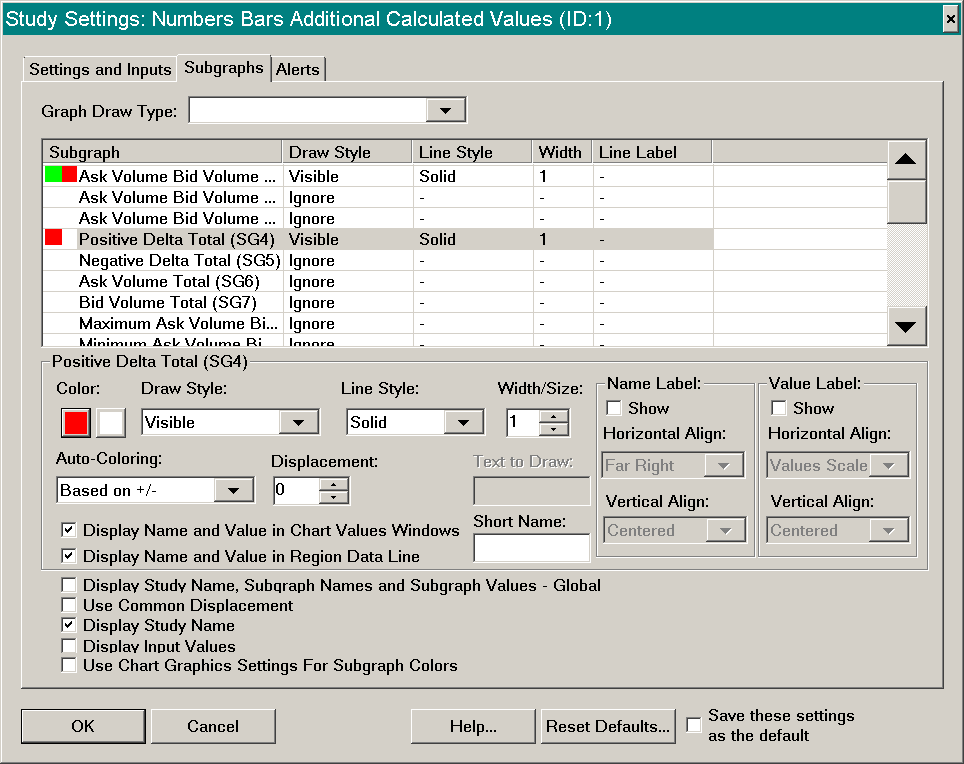 Study Settings: Numbers Bars Additional Calculated Values (ID:1)
Settings and Inputs Subgraphs Alerts
Graph Draw Type:
Subgraph Draw Style Line Style Width Line Label
Ask Volume Bid Volume ... Visible Solid 1 -
Ask Volume Bid Volume ... Ignore - - -
Ask Volume Bid Volume ... Ignore - - -
Positive Delta Total (SG4) Visible Solid 1 -
Negative Delta Total (SG5) Ignore - - -
Ask Volume Total (SG6) Ignore - - -
Bid Volume Total (SG7) Ignore - - -
Maximum Ask Volume Bi... Ignore - - -
Minimum Ask Volume Bi... Ignore - - -
Positive Delta Total (SG4)
Color: Draw Style: Line Style: Width/Size: Name Label: Value Label:
Show Show
Visible Solid 1
Horizontal Align: Horizontal Align:
Auto-Coloring: Displacement: Text to Draw: Far Right Values Scale
Based on +/- 0
Vertical Align: Vertical Align:
Display Name and Value in Chart Values Windows Short Name: Centered Centered
Display Name and Value in Region Data Line
Display Study Name, Subgraph Names and Subgraph Values - Global
Use Common Displacement
Display Study Name
Display Input Values
Use Chart Graphics Settings For Subgraph Colors
OK Cancel Help... Reset Defaults... Save these settings
as the default